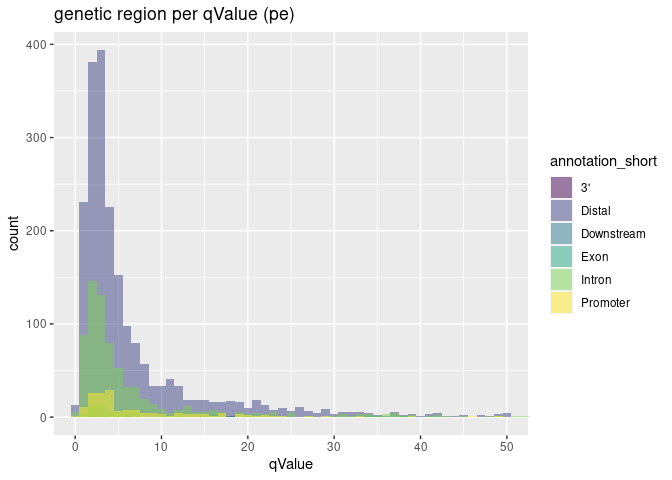 genetic region per qValue (pe)
400
300
200
100
0
count
0 10 20 30 40 50
qValue
annotation_short
3'
Distal
Downstream
Exon
Intron
Promoter